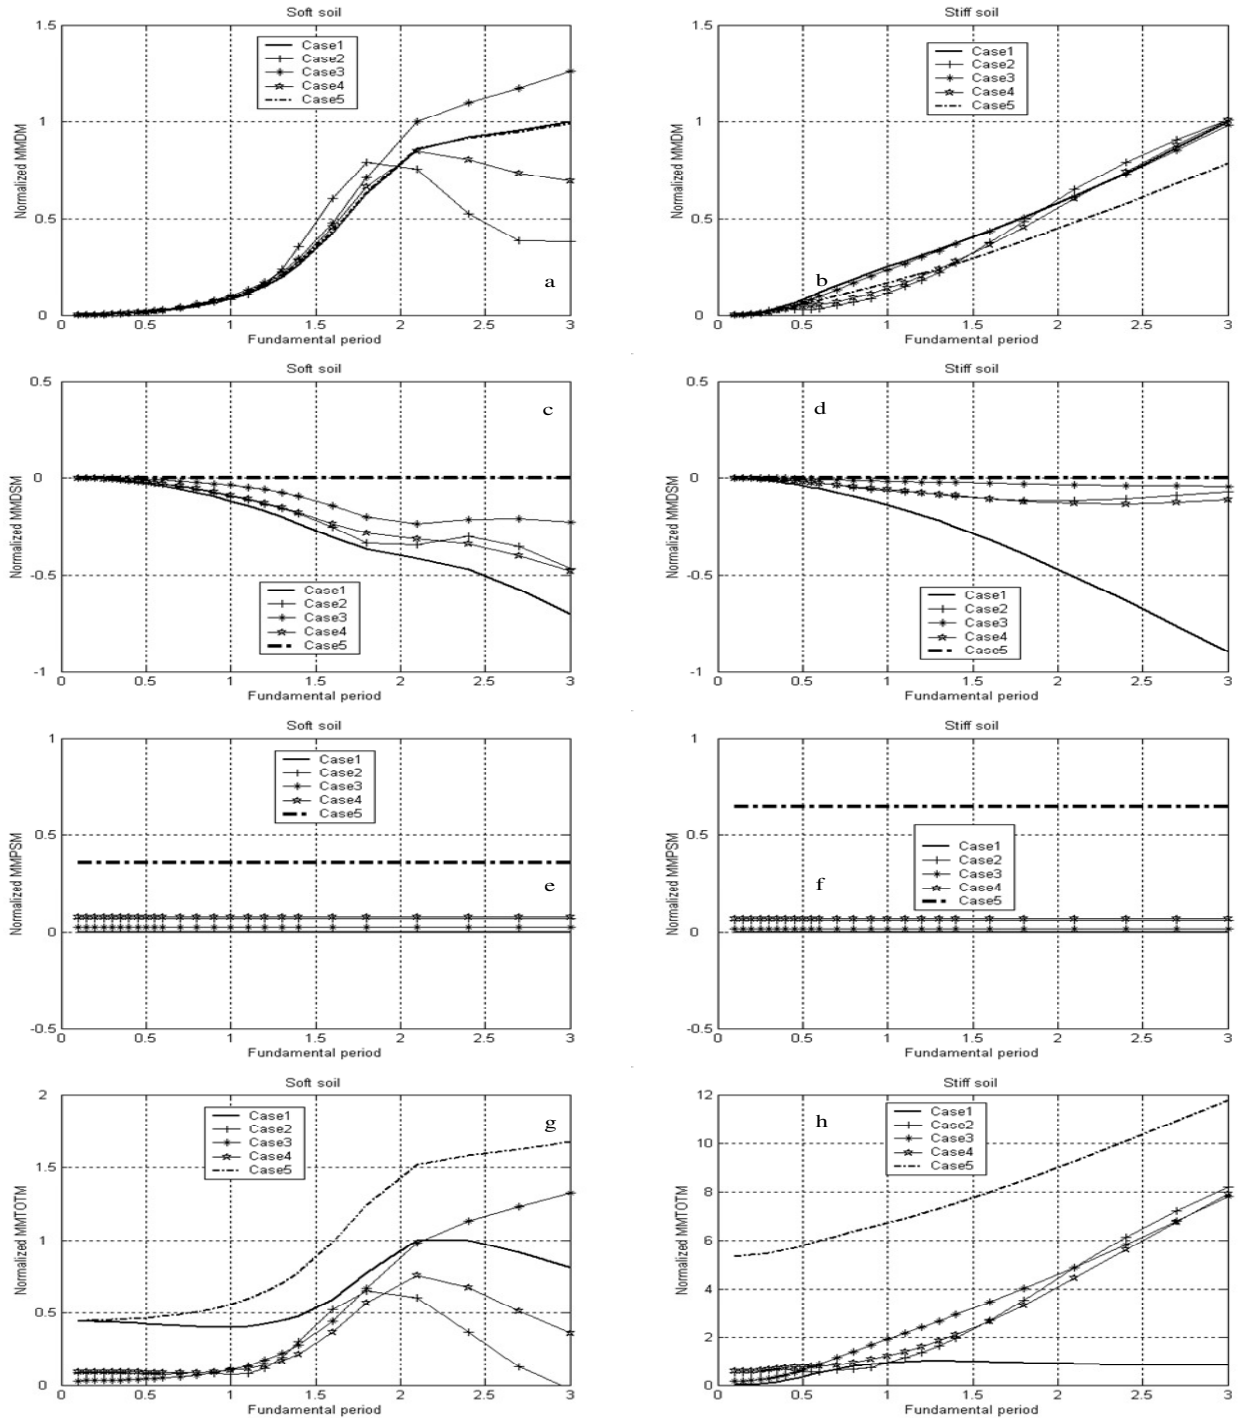 Soft soil
Normalized MMDM
1.5
1
0.5
0
Case1
Case2
Case3
Case4
Case5
a
0 0.5 1 1.5 2 2.5 3
Fundamental period
Stiff soil
Normalized MMDM
1.5
1
0.5
0
Case1
Case2
Case3
Case4
Case5
b
0 0.5 1 1.5 2 2.5 3
Fundamental period
Soft soil
Normalized MMDSM
0.5
0
-0.5
-1
c
Case1
Case2
Case3
Case4
Case5
0 0.5 1 1.5 2 2.5 3
Fundamental period
Stiff soil
Normalized MMDSM
0.5
0
-0.5
-1
d
Case1
Case2
Case3
Case4
Case5
0 0.5 1 1.5 2 2.5 3
Fundamental period
Soft soil
Normalized MMPSM
1
0.5
0
-0.5
Case1
Case2
Case3
Case4
Case5
e
0 0.5 1 1.5 2 2.5 3
Fundamental period
Stiff soil
Normalized MMPSM
1
0.5
0
-0.5
Case1
Case2
Case3
Case4
Case5
f
0 0.5 1 1.5 2 2.5 3
Fundamental period
Soft soil
Normalized MMTOTM
2
1.5
1
0.5
0
Case1
Case2
Case3
Case4
Case5
g
0 0.5 1 1.5 2 2.5 3
Fundamental period
Stiff soil
Normalized MMTOTM
12
10
8
6
4
2
0
Case1
Case2
Case3
Case4
Case5
h
0 0.5 1 1.5 2 2.5 3
Fundamental period